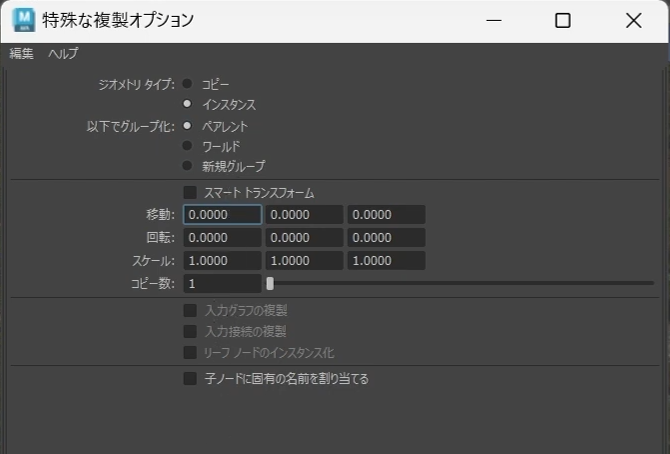 特殊な複製オプション
編集 ヘルプ
ジオメトリ タイプ: コピー
インスタンス
以下でグループ化: ペアレント
ワールド
新規グループ
スマート トランスフォーム
移動: 0.0000 0.0000 0.0000
回転: 0.0000 0.0000 0.0000
スケール: 1.0000 1.0000 1.0000
コピー数: 1
入力グラフの複製
入力接続の複製
リーフ ノードのインスタンス化
子ノードに固有の名前を割り当てる